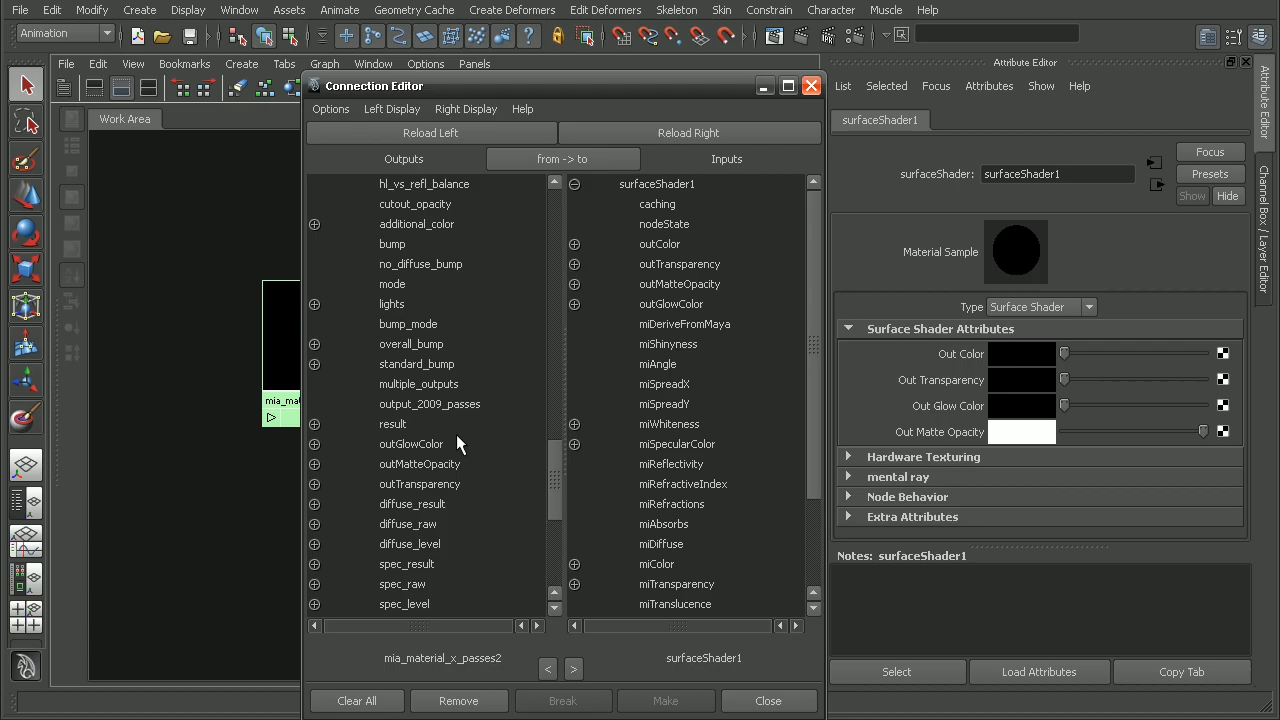 File Edit Modify Create Display Window Assets Animate Geometry Cache Create Deformers Edit Deformers Skeleton Skin Constraint Character Muscle Help
Animation
File Edit View Bookmarks Create Tabs Graph Window Options Panels
Work Area
mia_mat
Connection Editor
Options Left Display Right Display Help
Reload Left Reload Right
Outputs from -> to Inputs
hl_vs_refl_balance
cutout_opacity
additional_color
bump
no_diffuse_bump
mode
lights
bump_mode
overall_bump
standard_bump
multiple_outputs
output_2009_passes
result
outGlowColor
outMatteOpacity
outTransparency
diffuse_result
diffuse_raw
diffuse_level
spec_result
spec_raw
spec_level
surfaceShader1
caching
nodeState
outColor
outTransparency
outMatteOpacity
outGlowColor
miDeriveFromMaya
miShinyness
miAngle
miSpreadX
miSpreadY
miWhiteness
miSpecularColor
miReflectivity
miRefractiveIndex
miRefractions
miAbsorbs
miDiffuse
miColor
miTransparency
miTranslucence
mia_material_x_passes2 surfaceShader1
< >
Clear All Remove Break Make Close
Attribute Editor
List Selected Focus Attributes Show Help
surfaceShader1
surfaceShader: surfaceShader1
Focus
Presets
Show Hide
Material Sample
Type Surface Shader
Surface Shader Attributes
Out Color
Out Transparency
Out Glow Color
Out Matte Opacity
Hardware Texturing
mental ray
Node Behavior
Extra Attributes
Notes: surfaceShader1
Select Load Attributes Copy Tab
Attribute Editor
Channel Box / Layer Editor